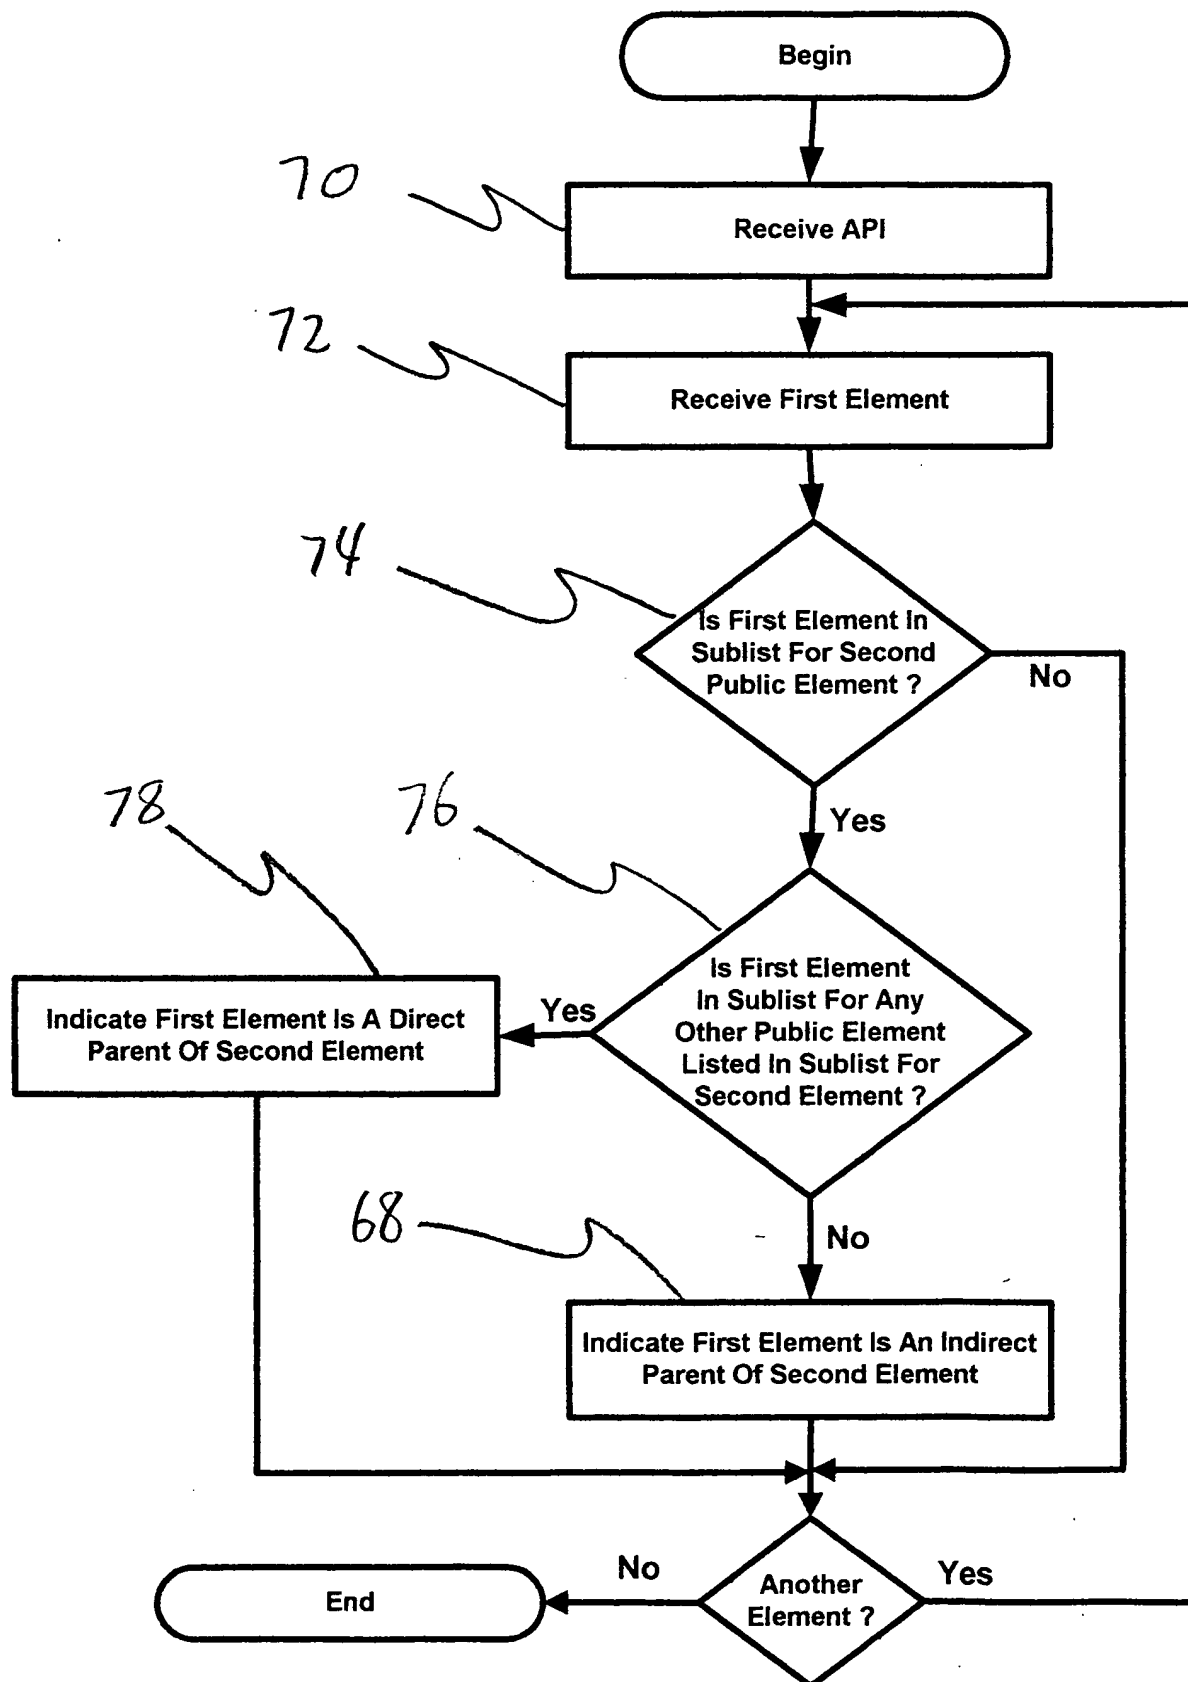 Begin
70
Receive API
72
Receive First Element
74
Is First Element In
Sublist For Second
Public Element ?
No
Yes
78
76
Is First Element
In Sublist For Any
Other Public Element
Listed In Sublist For
Second Element ?
Yes
Indicate First Element Is A Direct
Parent Of Second Element
No
68
Indicate First Element Is An Indirect
Parent Of Second Element
Another
Element ?
No
Yes
End